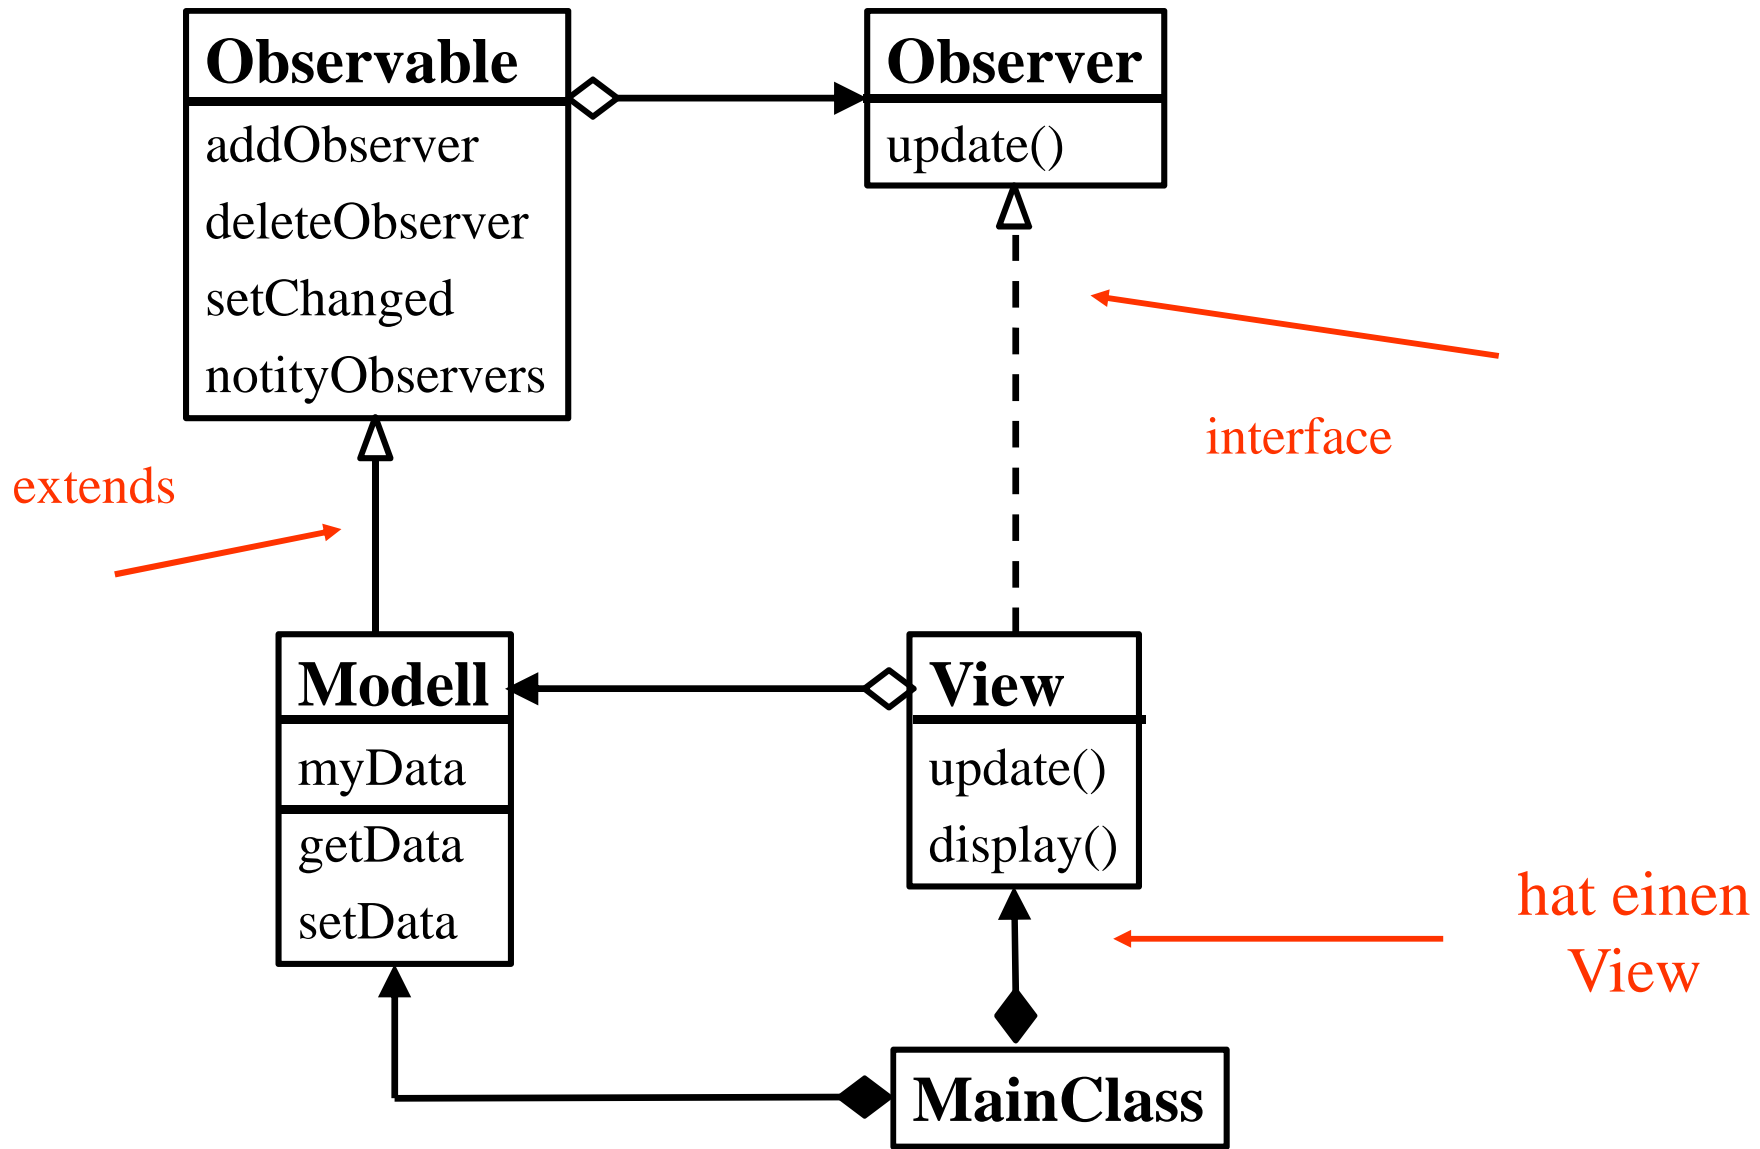 Observable
addObserver
deleteObserver
setChanged
notityObservers
Observer
update()
interface
extends
Modell
myData
getData
setData
View
update()
display()
hat einen
View
MainClass